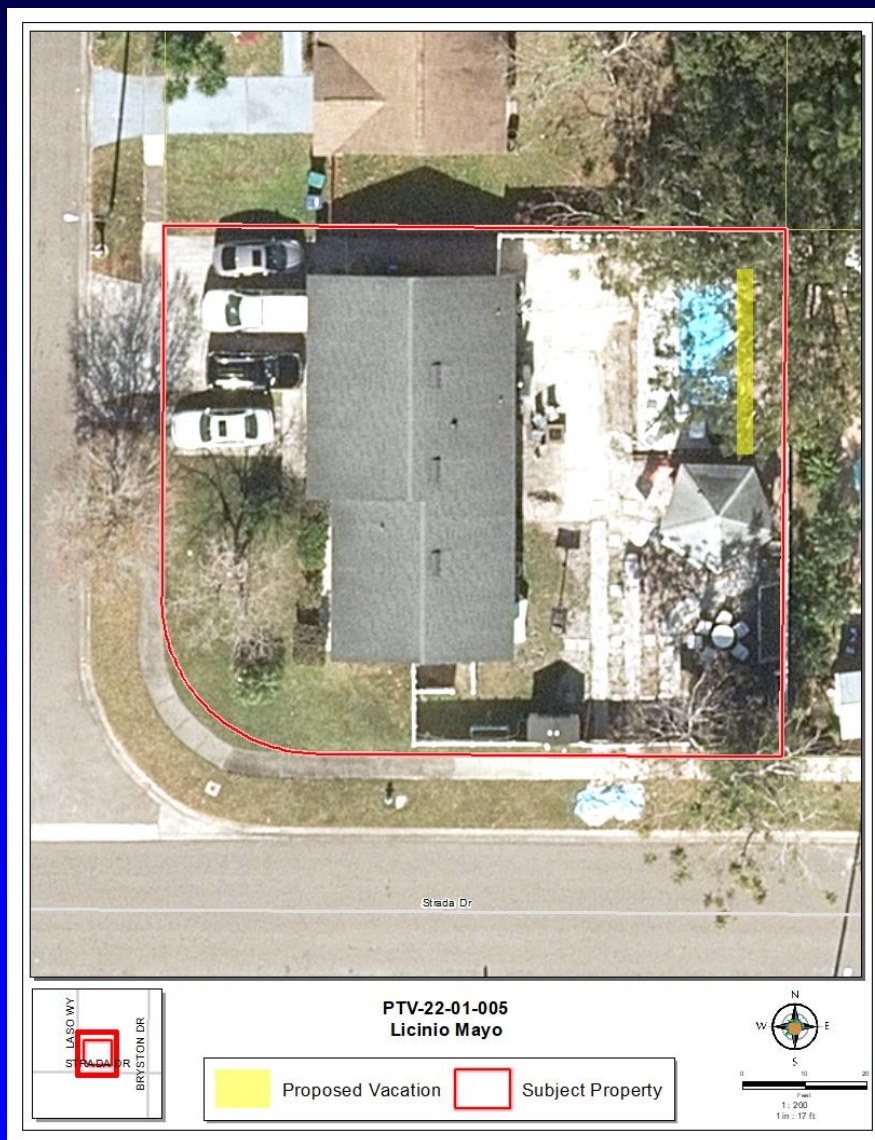 Strada Dr
LASO WY
STRADA DR
BRYSTON DR
PTV-22-01-005
Licinio Mayo
Proposed Vacation
Subject Property
N
W
E
S
0 10 20
Feet
1 : 200
1 in : 17 ft